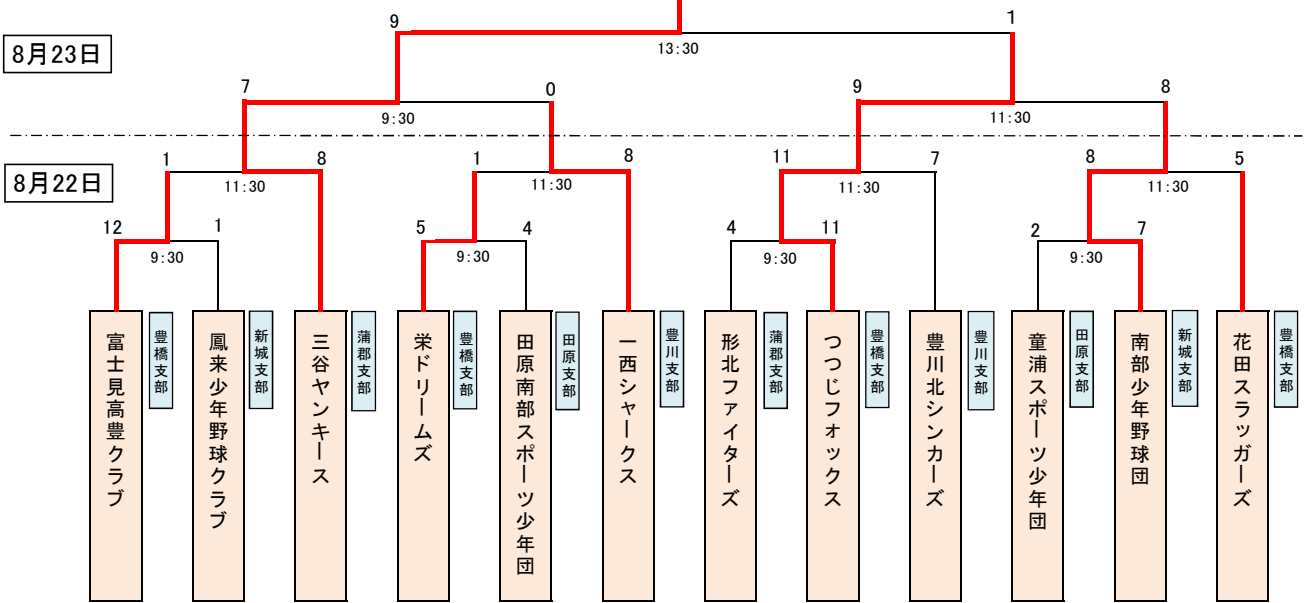 9
1
8月23日
13:30
7
0
9
8
9:30
11:30
1
8
1
8
11
7
8
5
8月22日
11:30
11:30
11:30
11:30
12
1
5
4
4
11
2
7
9:30
9:30
9:30
9:30
富士見高豊クラブ
豊橋支部
鳳来少年野球クラブ
新城支部
三谷ヤンキース
蒲郡支部
栄ドリームズ
豊橋支部
田原南部スポーツ少年団
田原支部
一西シャークス
豊川支部
形北ファイターズ
蒲郡支部
つつじフォックス
豊橋支部
豊川北シンカーズ
豊川支部
童浦スポーツ少年団
田原支部
南部少年野球団
新城支部
花田スラッガーズ
豊橋支部